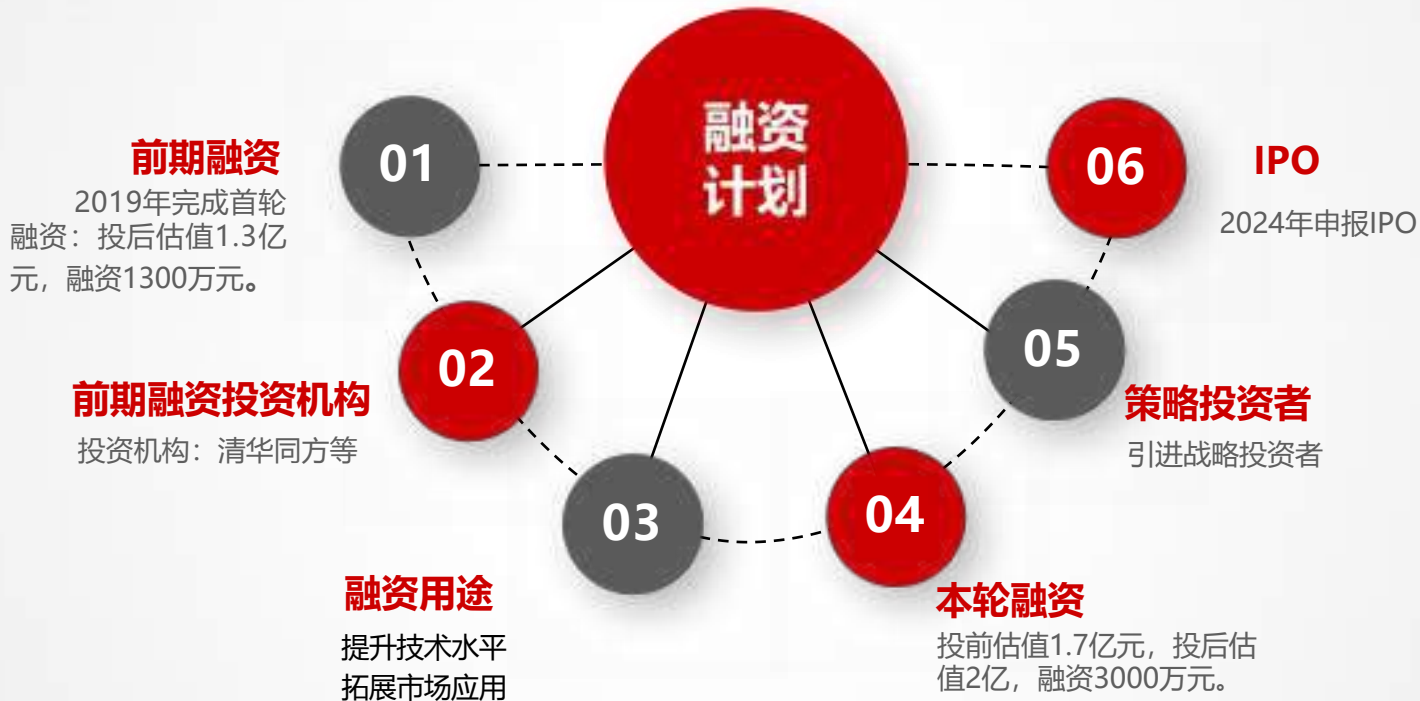 融资
计划
01
前期融资
2019年完成首轮
融资：投后估值1.3亿
元，融资1300万元。
02
前期融资投资机构
投资机构：清华同方等
03
融资用途
提升技术水平
拓展市场应用
04
本轮融资
投前估值1.7亿元，投后估
值2亿，融资3000万元。
05
策略投资者
引进战略投资者
06
IPO
2024年申报IPO